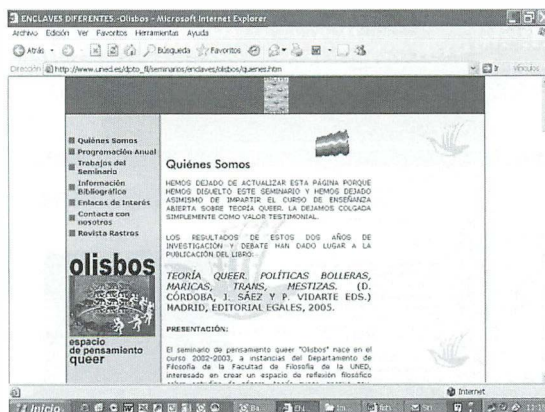 ENCLAVES DIFERENTES.-Olisbos - Microsoft Internet Explorer
Archivo Edición Ver Favoritos Herramientas Ayuda
Atrás Búsqueda Favoritos
Dirección http://www.uned.es/dpto_fil/seminarios/enclaves/olisbos/quienes.htm Ir Vínculos
Quiénes Somos
Programación Anual
Trabajos del
Seminario
Información
Bibliográfica
Enlaces de Interés
Contacta con
nosotros
Revista Rastros
olisbos
espacio
de pensamiento
queer
Quiénes Somos
HEMOS DEJADO DE ACTUALIZAR ESTA PÁGINA PORQUE
HEMOS DISUELTO ESTE SEMINARIO Y HEMOS DEJADO
ASIMISMO DE IMPARTIR EL CURSO DE ENSEÑANZA
ABIERTA SOBRE TEORÍA QUEER. LA DEJAMOS COLGADA
SIMPLEMENTE COMO VALOR TESTIMONIAL.
LOS RESULTADOS DE ESTOS DOS AÑOS DE
INVESTIGACIÓN Y DEBATE HAN DADO LUGAR A LA
PUBLICACIÓN DEL LIBRO:
TEORÍA QUEER. POLÍTICAS BOLLERAS,
MARICAS, TRANS, MESTIZAS. (D.
CÓRDOBA, J. SÁEZ Y P. VIDARTE EDS.)
MADRID, EDITORIAL EGALES, 2005.
PRESENTACIÓN:
El seminario de pensamiento queer "Olisbos" nace en el
curso 2002-2003, a instancias del Departamento de
Filosofía de la Facultad de Filosofía de la UNED,
interesado en crear un espacio de reflexión filosófico
Internet
Inicio